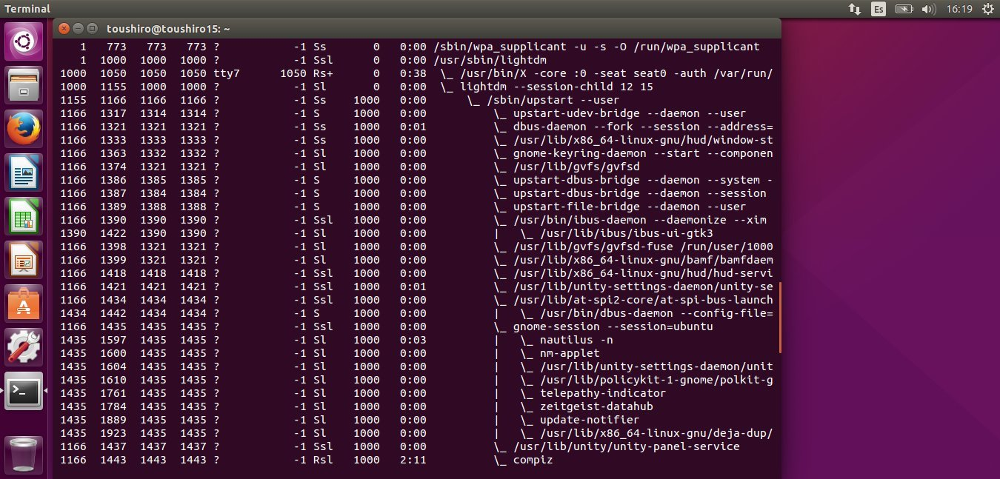 Terminal
Es
16:19
toushiro@toushiro15: ~
1 773 773 773 ? -1 Ss 0 0:00 /sbin/wpa_supplicant -u -s -O /run/wpa_supplicant
1 1000 1000 1000 ? -1 Ssl 0 0:00 /usr/sbin/lightdm
1000 1050 1050 1050 tty7 1050 Rs+ 0 0:38 \_ /usr/bin/X -core :0 -seat seat0 -auth /var/run/
1000 1155 1000 1000 ? -1 Sl 0 0:00 \_ lightdm --session-child 12 15
1155 1166 1166 1166 ? -1 Ss 1000 0:00 \_ /sbin/upstart --user
1166 1317 1314 1314 ? -1 S 1000 0:00 \_ upstart-udev-bridge --daemon --user
1166 1321 1321 1321 ? -1 Ss 1000 0:01 \_ dbus-daemon --fork --session --address=
1166 1333 1333 1333 ? -1 Ss 1000 0:00 \_ /usr/lib/x86_64-linux-gnu/hud/window-st
1166 1363 1332 1332 ? -1 Sl 1000 0:00 \_ gnome-keyring-daemon --start --componen
1166 1374 1321 1321 ? -1 Sl 1000 0:00 \_ /usr/lib/gvfs/gvfsd
1166 1386 1385 1385 ? -1 S 1000 0:00 \_ upstart-dbus-bridge --daemon --system -
1166 1387 1384 1384 ? -1 S 1000 0:00 \_ upstart-dbus-bridge --daemon --session
1166 1389 1388 1388 ? -1 S 1000 0:00 \_ upstart-file-bridge --daemon --user
1166 1390 1390 1390 ? -1 Ssl 1000 0:00 \_ /usr/bin/ibus-daemon --daemonize --xim
1390 1422 1390 1390 ? -1 Sl 1000 0:00 | \_ /usr/lib/ibus/ibus-ui-gtk3
1166 1398 1321 1321 ? -1 Sl 1000 0:00 \_ /usr/lib/gvfs/gvfsd-fuse /run/user/1000
1166 1399 1321 1321 ? -1 Sl 1000 0:00 \_ /usr/lib/x86_64-linux-gnu/bamf/bamfdaem
1166 1418 1418 1418 ? -1 Ssl 1000 0:00 \_ /usr/lib/x86_64-linux-gnu/hud/hud-servi
1166 1421 1421 1421 ? -1 Ssl 1000 0:01 \_ /usr/lib/unity-settings-daemon/unity-se
1166 1434 1434 1434 ? -1 Ssl 1000 0:00 \_ /usr/lib/at-spi2-core/at-spi-bus-launch
1434 1442 1434 1434 ? -1 S 1000 0:00 | \_ /usr/bin/dbus-daemon --config-file=
1166 1435 1435 1435 ? -1 Ssl 1000 0:00 \_ gnome-session --session=ubuntu
1435 1597 1435 1435 ? -1 Sl 1000 0:03 | \_ nautilus -n
1435 1600 1435 1435 ? -1 Sl 1000 0:00 | \_ nm-applet
1435 1604 1435 1435 ? -1 Sl 1000 0:00 | \_ /usr/lib/unity-settings-daemon/unit
1435 1610 1435 1435 ? -1 Sl 1000 0:00 | \_ /usr/lib/policykit-1-gnome/polkit-g
1435 1761 1435 1435 ? -1 Sl 1000 0:00 | \_ telepathy-indicator
1435 1784 1435 1435 ? -1 Sl 1000 0:00 | \_ zeitgeist-datahub
1435 1889 1435 1435 ? -1 Sl 1000 0:00 | \_ update-notifier
1435 1923 1435 1435 ? -1 Sl 1000 0:00 | \_ /usr/lib/x86_64-linux-gnu/deja-dup/
1166 1437 1437 1437 ? -1 Ssl 1000 0:00 \_ /usr/lib/unity/unity-panel-service
1166 1443 1443 1443 ? -1 Rsl 1000 2:11 \_ compiz